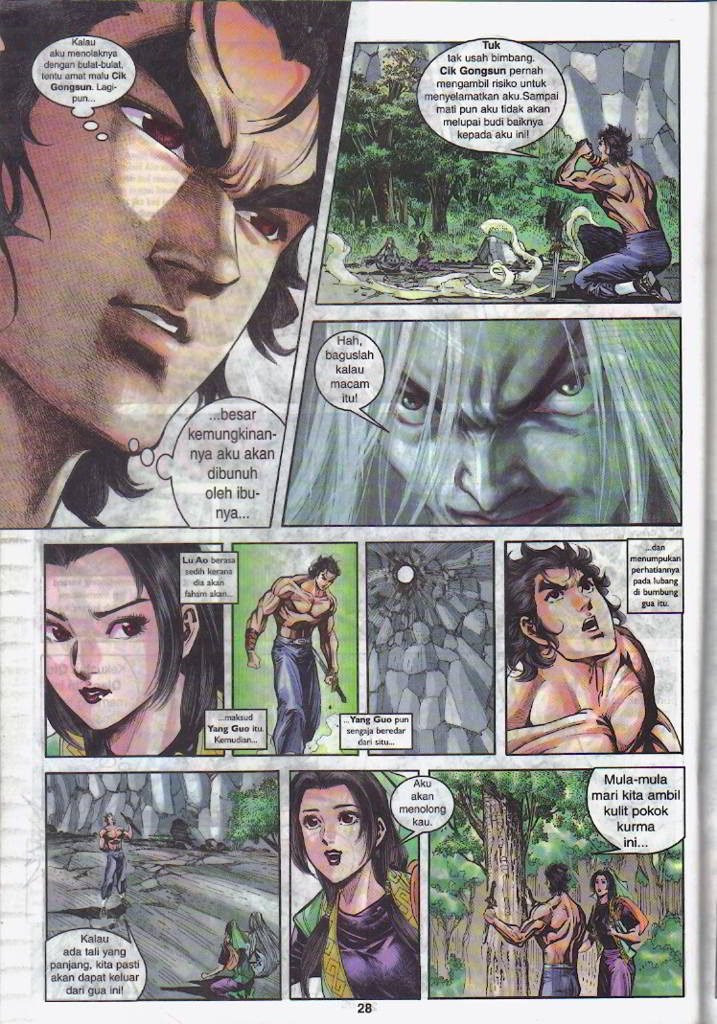 Kalau
aku menolaknya
dengan bulat-bulat,
tentu amat malu Cik
Gongsun. Lagi-
pun...
...besar
kemungkinan-
nya aku akan
dibunuh
oleh ibu-
nya...
Tuk
tak usah bimbang.
Cik Gongsun pernah
mengambil risiko untuk
menyelamatkan aku.Sampai
mati pun aku tidak akan
melupai budi baiknya
kepada aku ini!
Hah,
baguslah
kalau
macam
itu!
Lu Ao berasa
sedih kerana
dia akan
faham akan...
...maksud
Yang Guo itu.
Kemudian...
...Yang Guo pun
sengaja beredar
dari situ...
...dan
menumpukan
perhatiannya
pada lubang
di bumbung
gua itu.
Kalau
ada tali yang
panjang, kita pasti
akan dapat keluar
dari gua ini!
Aku
akan
menolong
kau.
Mula-mula
mari kita ambil
kulit pokok
kurma
ini...
28